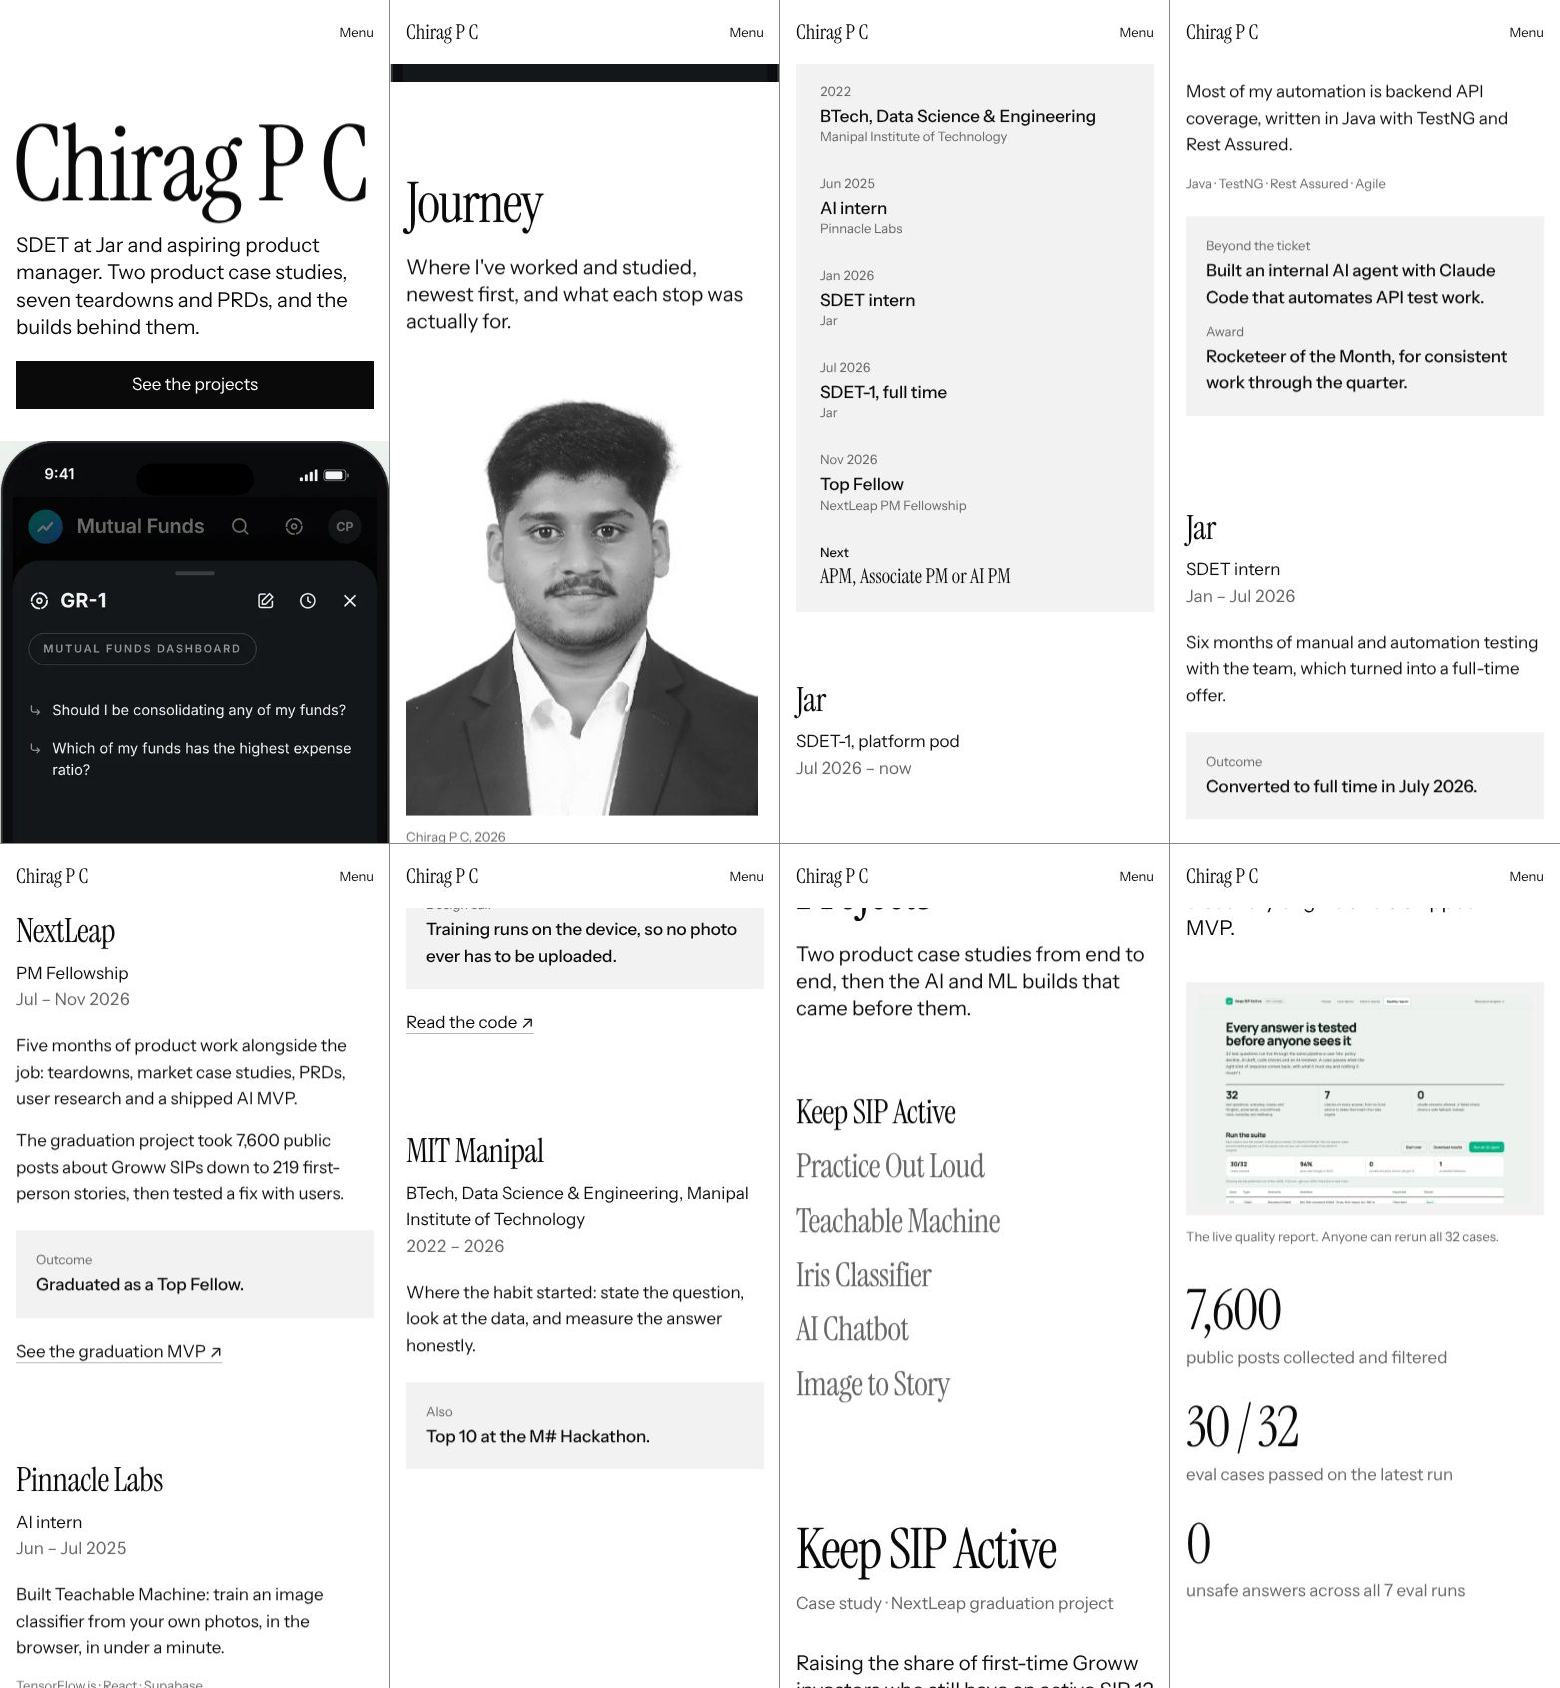 Menu
Chirag P C
SDET at Jar and aspiring product
manager. Two product case studies,
seven teardowns and PRDs, and the
builds behind them.
See the projects
9:41
Mutual Funds
CP
GR-1
MUTUAL FUNDS DASHBOARD
Should I be consolidating any of my funds?
Which of my funds has the highest expense
ratio?
Chirag P C
Menu
Journey
Where I've worked and studied,
newest first, and what each stop was
actually for.
Chirag P C, 2026
Chirag P C
Menu
2022
BTech, Data Science & Engineering
Manipal Institute of Technology
Jun 2025
AI intern
Pinnacle Labs
Jan 2026
SDET intern
Jar
Jul 2026
SDET-1, full time
Jar
Nov 2026
Top Fellow
NextLeap PM Fellowship
Next
APM, Associate PM or AI PM
Jar
SDET-1, platform pod
Jul 2026 – now
Chirag P C
Menu
Most of my automation is backend API
coverage, written in Java with TestNG and
Rest Assured.
Java · TestNG · Rest Assured · Agile
Beyond the ticket
Built an internal AI agent with Claude
Code that automates API test work.
Award
Rocketeer of the Month, for consistent
work through the quarter.
Jar
SDET intern
Jan – Jul 2026
Six months of manual and automation testing
with the team, which turned into a full-time
offer.
Outcome
Converted to full time in July 2026.
Chirag P C
Menu
NextLeap
PM Fellowship
Jul – Nov 2026
Five months of product work alongside the
job: teardowns, market case studies, PRDs,
user research and a shipped AI MVP.
The graduation project took 7,600 public
posts about Groww SIPs down to 219 first-
person stories, then tested a fix with users.
Outcome
Graduated as a Top Fellow.
See the graduation MVP ↗
Pinnacle Labs
AI intern
Jun – Jul 2025
Built Teachable Machine: train an image
classifier from your own photos, in the
browser, in under a minute.
TensorFlow.js · React · Supabase
Chirag P C
Menu
Training runs on the device, so no photo
ever has to be uploaded.
Read the code ↗
MIT Manipal
BTech, Data Science & Engineering, Manipal
Institute of Technology
2022 – 2026
Where the habit started: state the question,
look at the data, and measure the answer
honestly.
Also
Top 10 at the M# Hackathon.
Chirag P C
Menu
Projects
Two product case studies from end to
end, then the AI and ML builds that
came before them.
Keep SIP Active
Practice Out Loud
Teachable Machine
Iris Classifier
AI Chatbot
Image to Story
Keep SIP Active
Case study · NextLeap graduation project
Raising the share of first-time Groww
investors who still have an active SIP 12
Chirag P C
Menu
MVP.
Keep SIP Active
Every answer is tested
before anyone sees it
32
7
0
Run the suite
30/32
94%
0
1
The live quality report. Anyone can rerun all 32 cases.
7,600
public posts collected and filtered
30 / 32
eval cases passed on the latest run
0
unsafe answers across all 7 eval runs